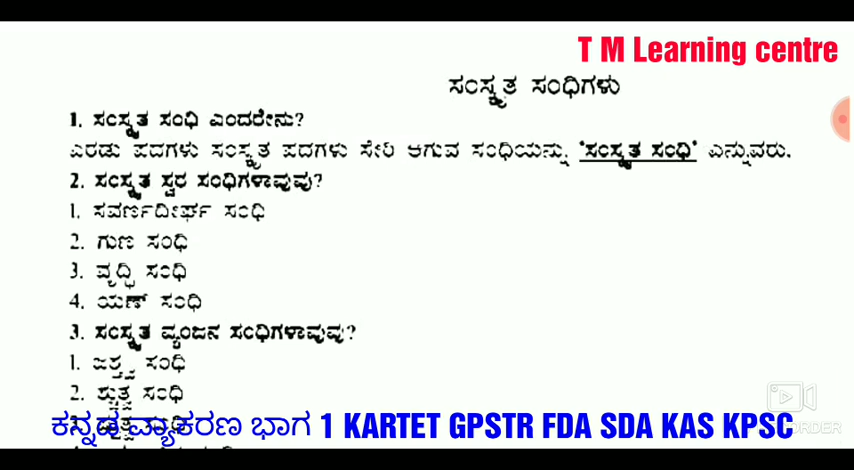 T M Learning centre
ಸಂಸ್ಕೃತ ಸಂಧಿಗಳು
1. ಸಂಸ್ಕೃತ ಸಂಧಿ ಎಂದರೇನು?
ಎರಡು ಪದಗಳು ಸಂಸ್ಕೃತ ಪದಗಳು ಸೇರಿ ಆಗುವ ಸಂಧಿಯನ್ನು 'ಸಂಸ್ಕೃತ ಸಂಧಿ' ಎನ್ನುವರು.
2. ಸಂಸ್ಕೃತ ಸ್ವರ ಸಂಧಿಗಳಾವುವು?
1. ಸವರ್ಣದೀರ್ಘ ಸಂಧಿ
2. ಗುಣ ಸಂಧಿ
3. ವೃದ್ಧಿ ಸಂಧಿ
4. ಯಣ್ ಸಂಧಿ
3. ಸಂಸ್ಕೃತ ವ್ಯಂಜನ ಸಂಧಿಗಳಾವುವು?
1. ಜಶ್ತ್ವ ಸಂಧಿ
2. ಶ್ಚುತ್ವ ಸಂಧಿ
ಕನ್ನಡ ವ್ಯಾಕರಣ ಭಾಗ 1 KARTET GPSTR FDA SDA KAS KPSC